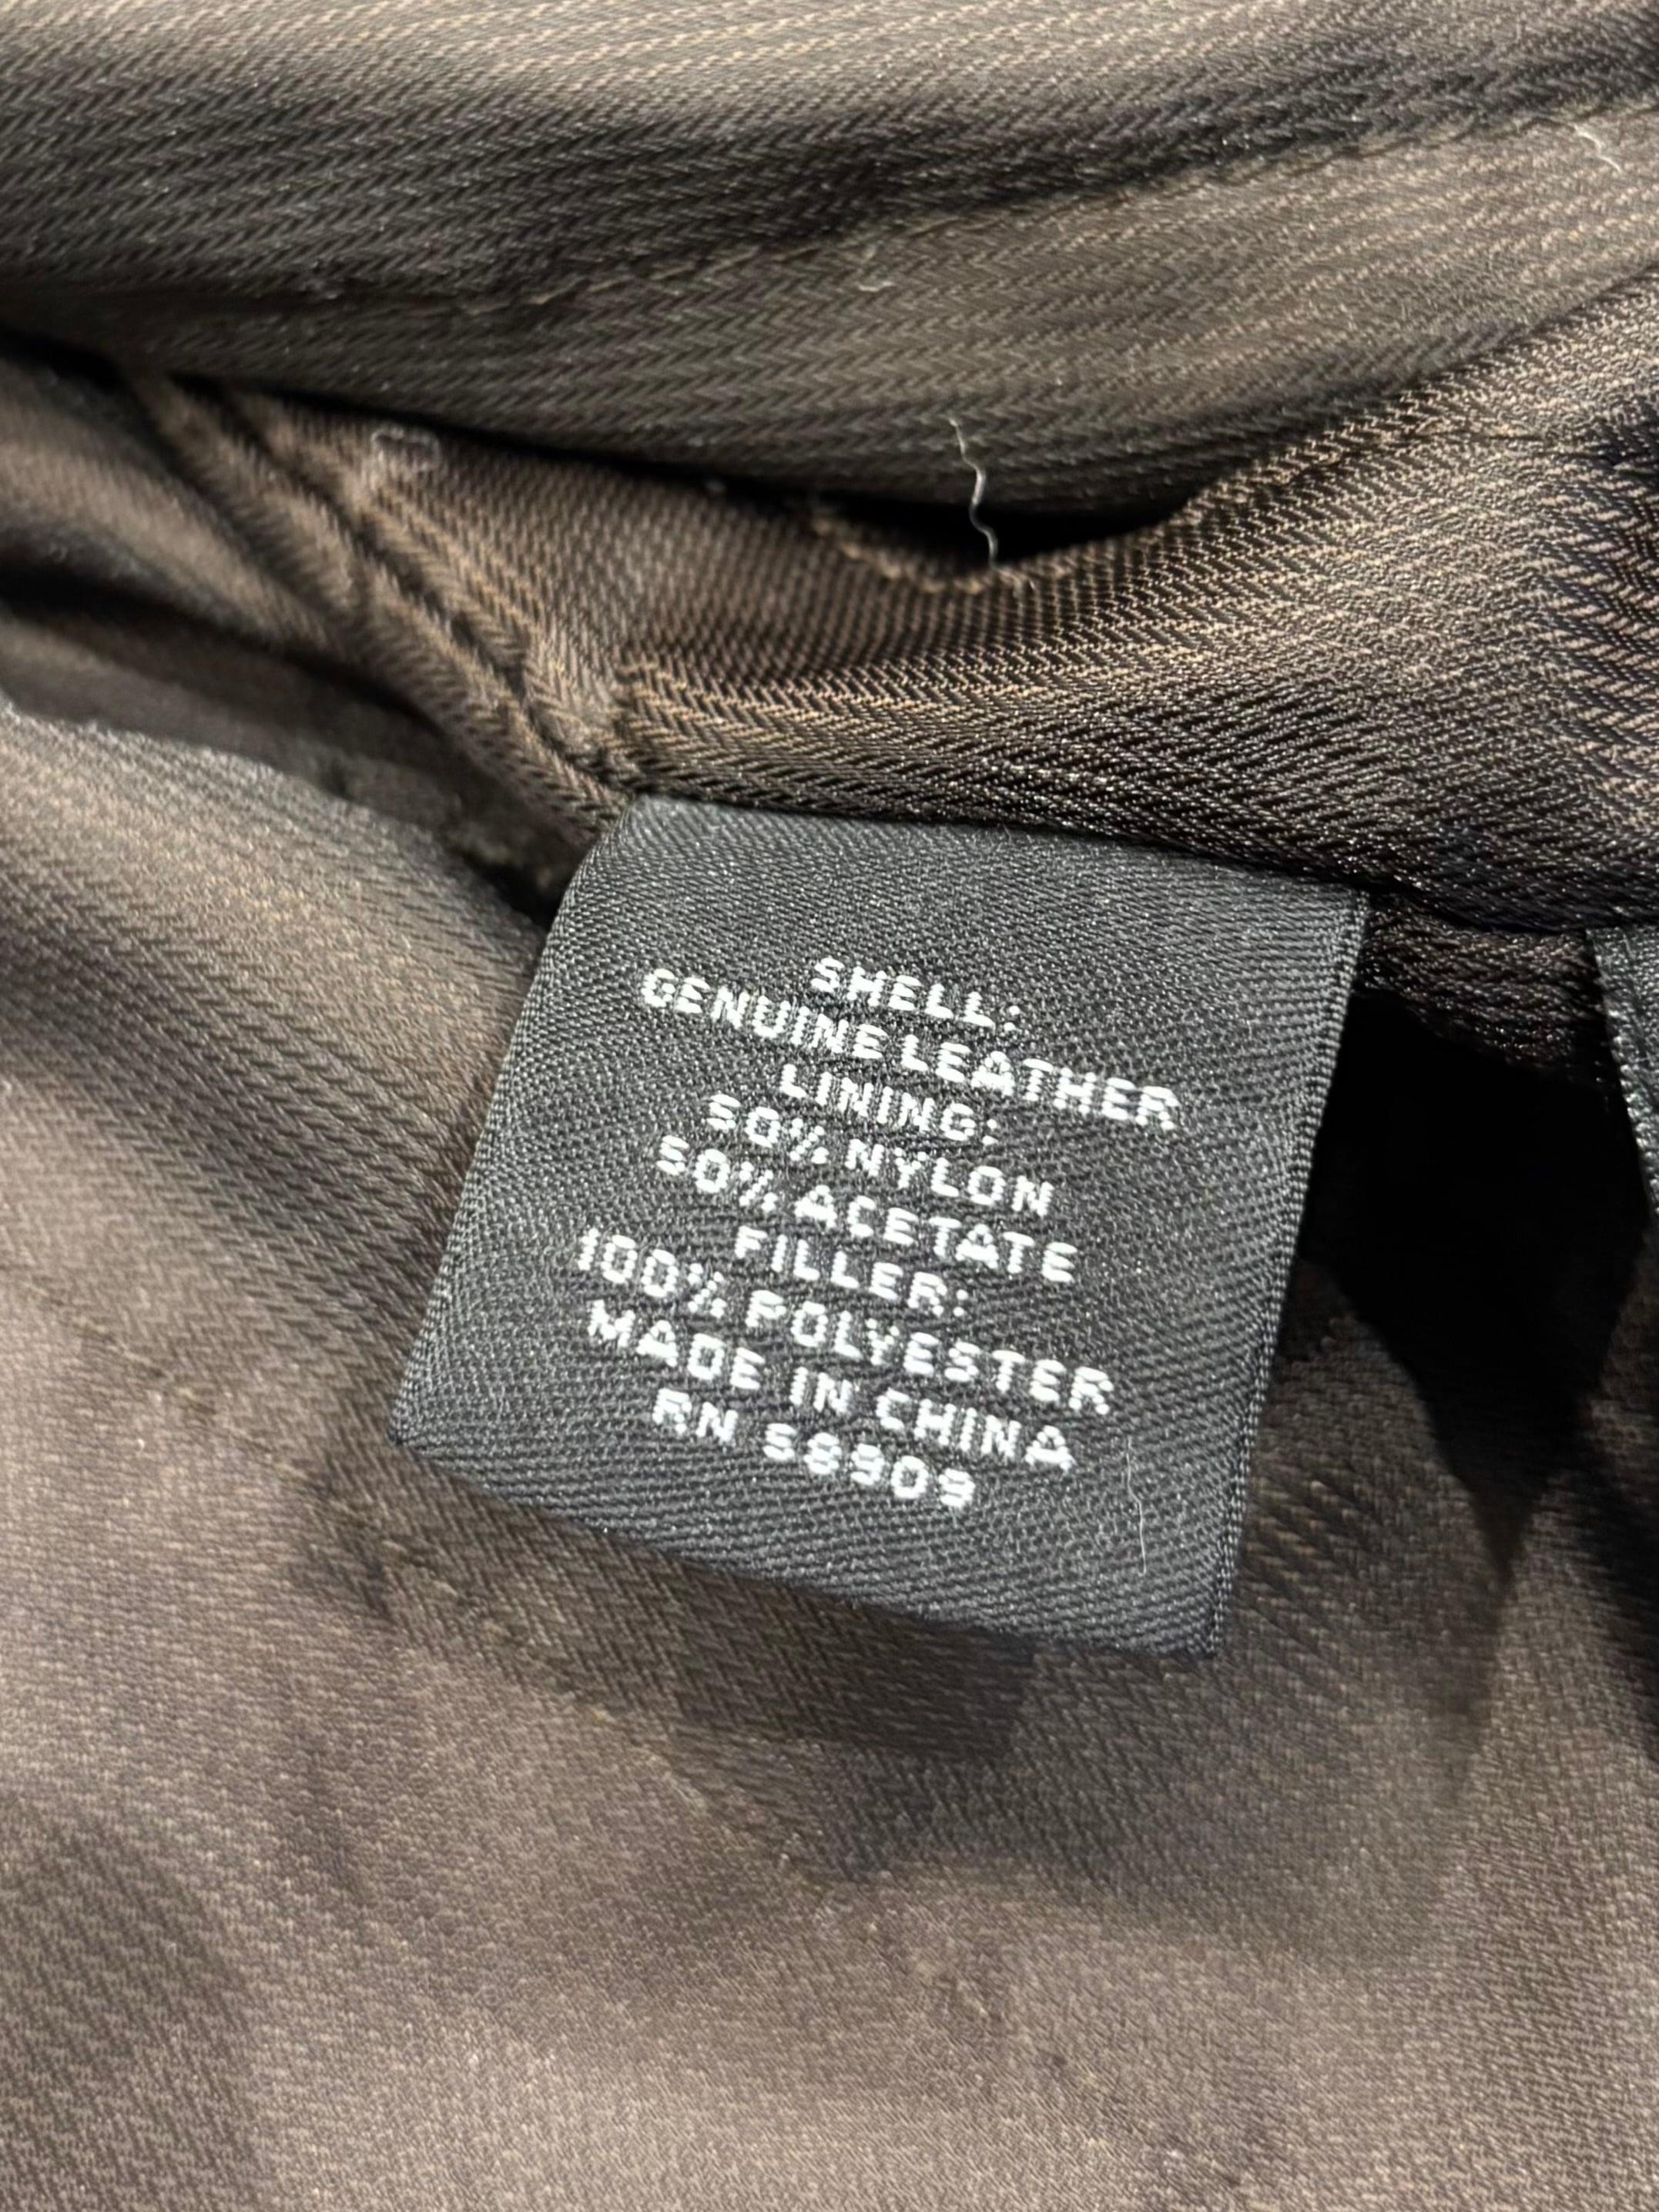 SHELL:
GENUINE LEATHER
LINING:
50% NYLON
50% ACETATE
FILLER:
100% POLYESTER
MADE IN CHINA
RN 58909